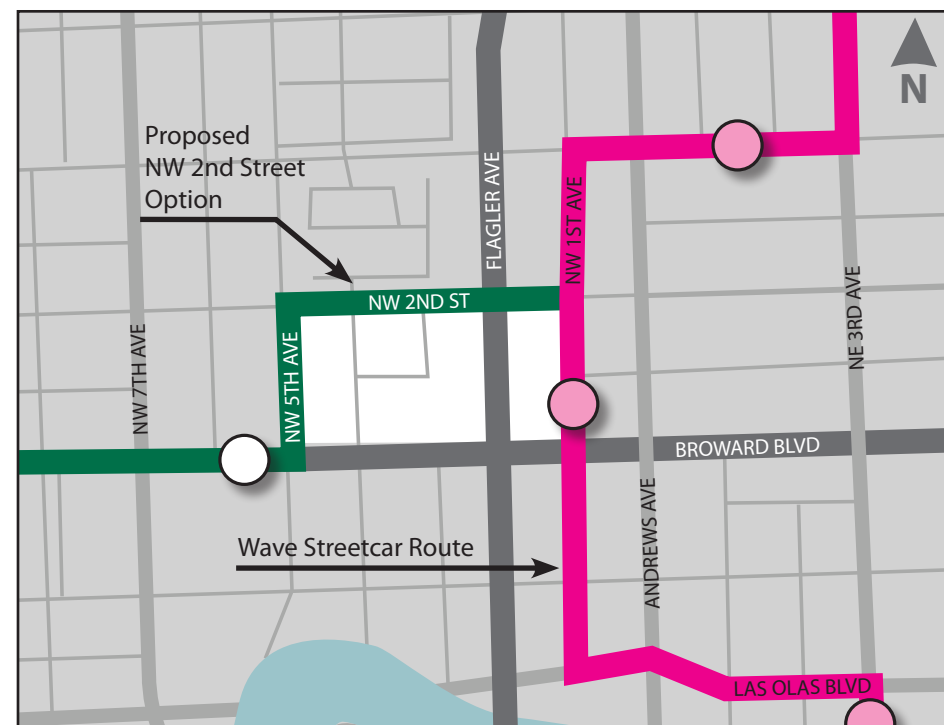 N
Proposed
NW 2nd Street
Option
FLAGLER AVE
NW 1ST AVE
NW 2ND ST
NE 3RD AVE
NW 7TH AVE
NW 5TH AVE
BROWARD BLVD
ANDREWS AVE
Wave Streetcar Route
LAS OLAS BLVD